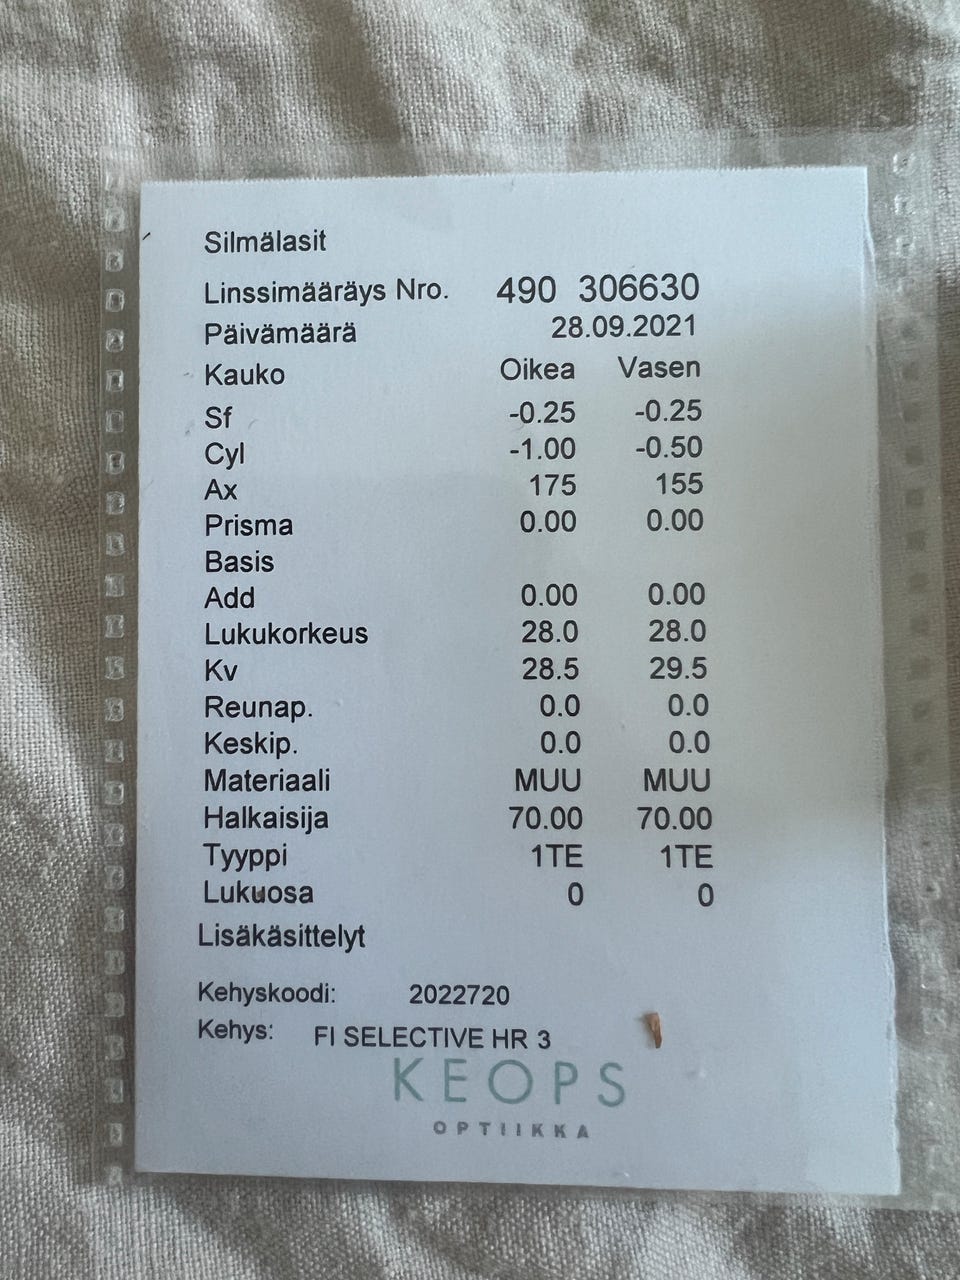 Silmälasit
Linssimääräys Nro. 490 306630
Päivämäärä 28.09.2021
Kauko Oikea Vasen
Sf -0.25 -0.25
Cyl -1.00 -0.50
Ax 175 155
Prisma 0.00 0.00
Basis
Add 0.00 0.00
Lukukorkeus 28.0 28.0
Kv 28.5 29.5
Reunap. 0.0 0.0
Keskip. 0.0 0.0
Materiaali MUU MUU
Halkaisija 70.00 70.00
Tyyppi 1TE 1TE
Lukuosa 0 0
Lisäkäsittelyt
Kehyskoodi: 2022720
Kehys: FI SELECTIVE HR 3
KEOPS
OPTIIKKA